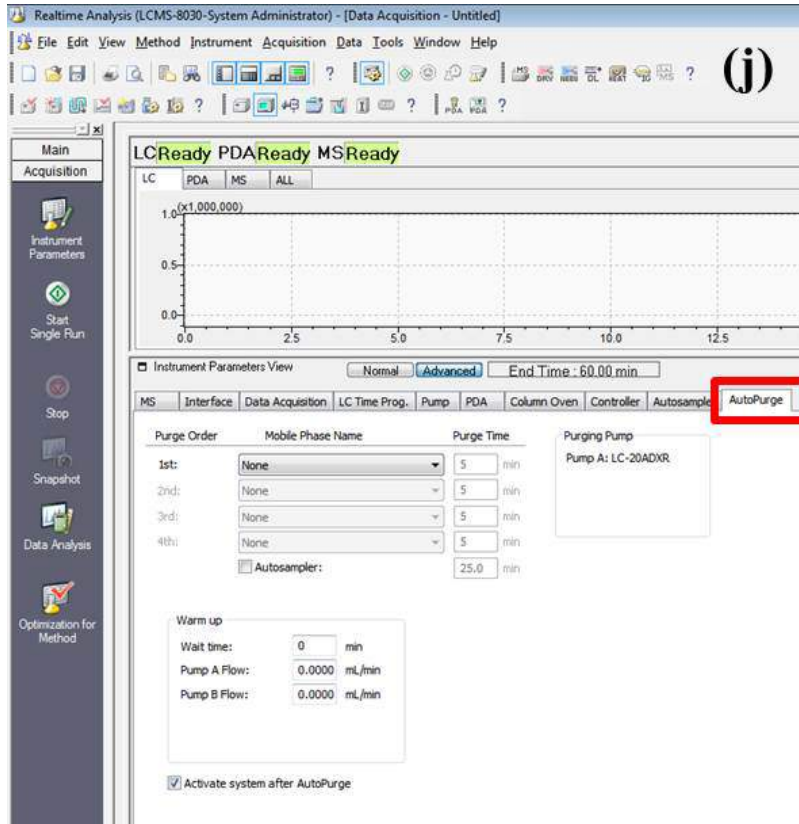 Realtime Analysis (LCMS-8030-System Administrator) - [Data Acquisition - Untitled]
File Edit View Method Instrument Acquisition Data Tools Window Help
(j)
Main
Acquisition
Instrument
Parameters
Start
Single Run
Stop
Snapshot
Data Analysis
Optimization for
Method
LC Ready PDA Ready MS Ready
LC PDA MS ALL
(x1,000,000)
1.0
0.5
0.0
0.0 2.5 5.0 7.5 10.0 12.5
Instrument Parameters View Normal Advanced End Time : 60.00 min
MS Interface Data Acquisition LC Time Prog. Pump PDA Column Oven Controller Autosampler AutoPurge
Purge Order Mobile Phase Name Purge Time Purging Pump
1st: None 5 min Pump A: LC-20ADXR
2nd: None 5 min
3rd: None 5 min
4th: None 5 min
Autosampler: 25.0 min
Warm up
Wait time: 0 min
Pump A Flow: 0.0000 mL/min
Pump B Flow: 0.0000 mL/min
Activate system after AutoPurge